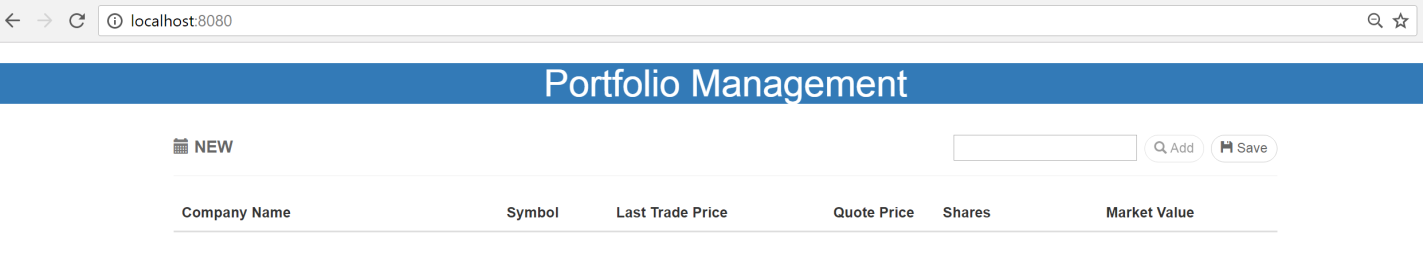 localhost:8080
Portfolio Management
NEW Add Save
Company Name Symbol Last Trade Price Quote Price Shares Market Value